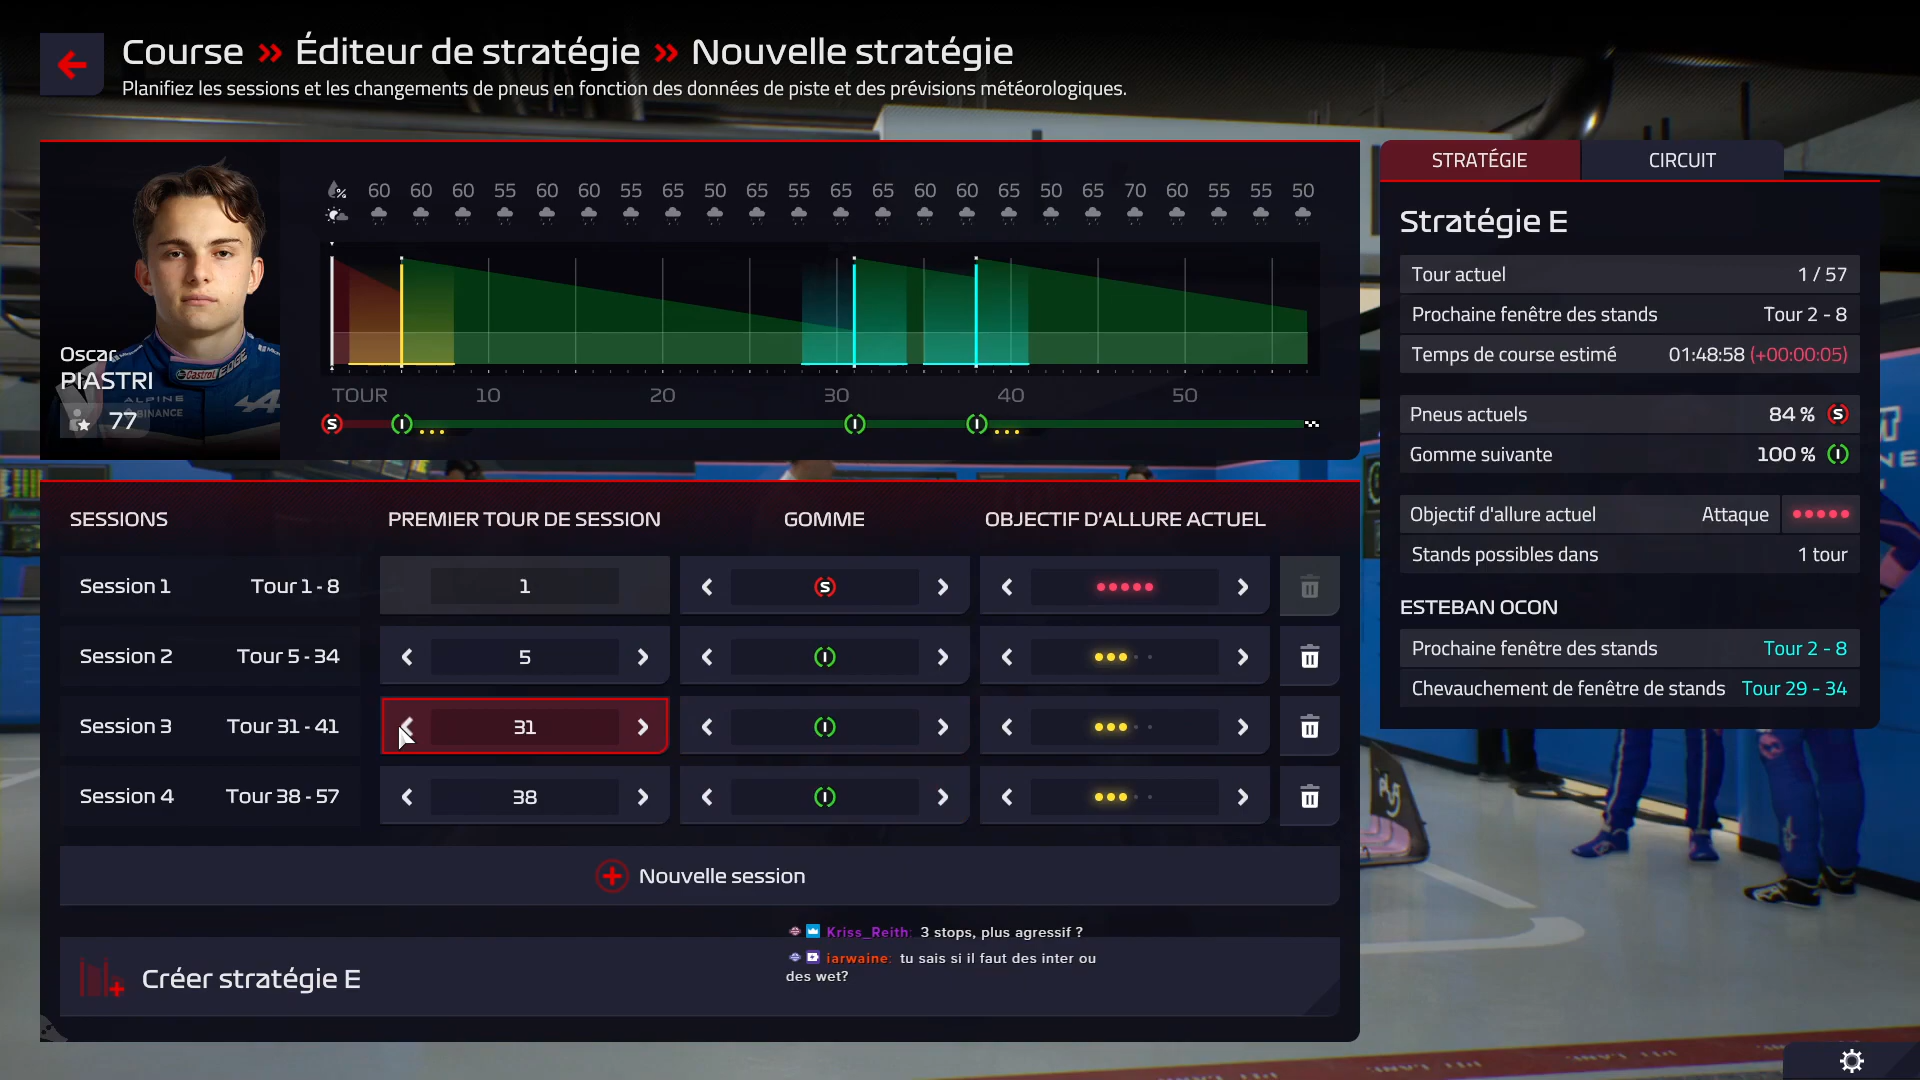 Course » Éditeur de stratégie » Nouvelle stratégie
Planifiez les sessions et les changements de pneus en fonction des données de piste et des prévisions météorologiques.
STRATÉGIE CIRCUIT
% 60 60 60 55 60 60 55 65 50 65 55 65 65 60 60 65 50 65 70 60 55 55 50
Oscar
PIASTRI
77
Castrol EDGE
ALPINE
BINANCE
TOUR 10 20 30 40 50
S I I I
Stratégie E
Tour actuel 1 / 57
Prochaine fenêtre des stands Tour 2 - 8
Temps de course estimé 01:48:58 (+00:00:05)
Pneus actuels 84 % S
Gomme suivante 100 % I
Objectif d'allure actuel Attaque
Stands possibles dans 1 tour
ESTEBAN OCON
Prochaine fenêtre des stands Tour 2 - 8
Chevauchement de fenêtre de stands Tour 29 - 34
SESSIONS PREMIER TOUR DE SESSION GOMME OBJECTIF D'ALLURE ACTUEL
Session 1 Tour 1 - 8 1 S
Session 2 Tour 5 - 34 5 I
Session 3 Tour 31 - 41 31 I
Session 4 Tour 38 - 57 38 I
Nouvelle session
Kriss_Reith: 3 stops, plus agressif ?
iarwaine: tu sais si il faut des inter ou
des wet?
Créer stratégie E